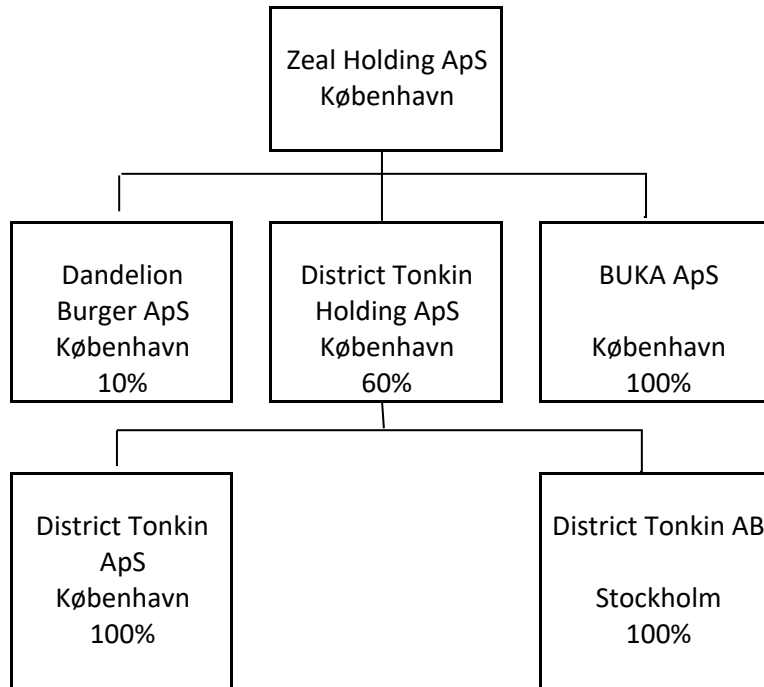 Zeal Holding ApS
København
Dandelion
Burger ApS
København
10%
District Tonkin
Holding ApS
København
60%
BUKA ApS
København
100%
District Tonkin
ApS
København
100%
District Tonkin AB
Stockholm
100%